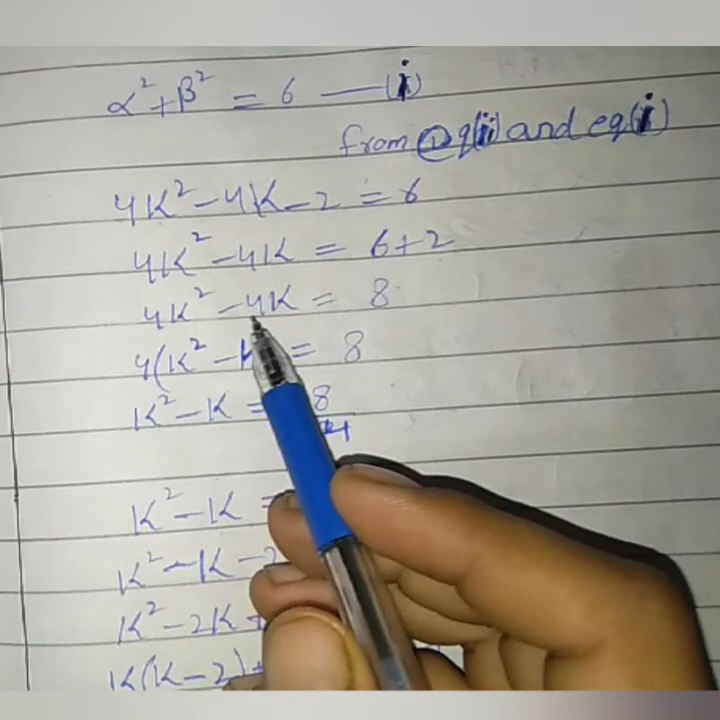 α²+β² = 6 —(i)
from eq(ii) and eq(i)
4K²-4K-2 = 6
4K²-4K = 6+2
4K²-4K = 8
4(K²- = 8
K²-K = 8/4
K²-K =
K²-K-2
K²-2K+
K(K-2)+